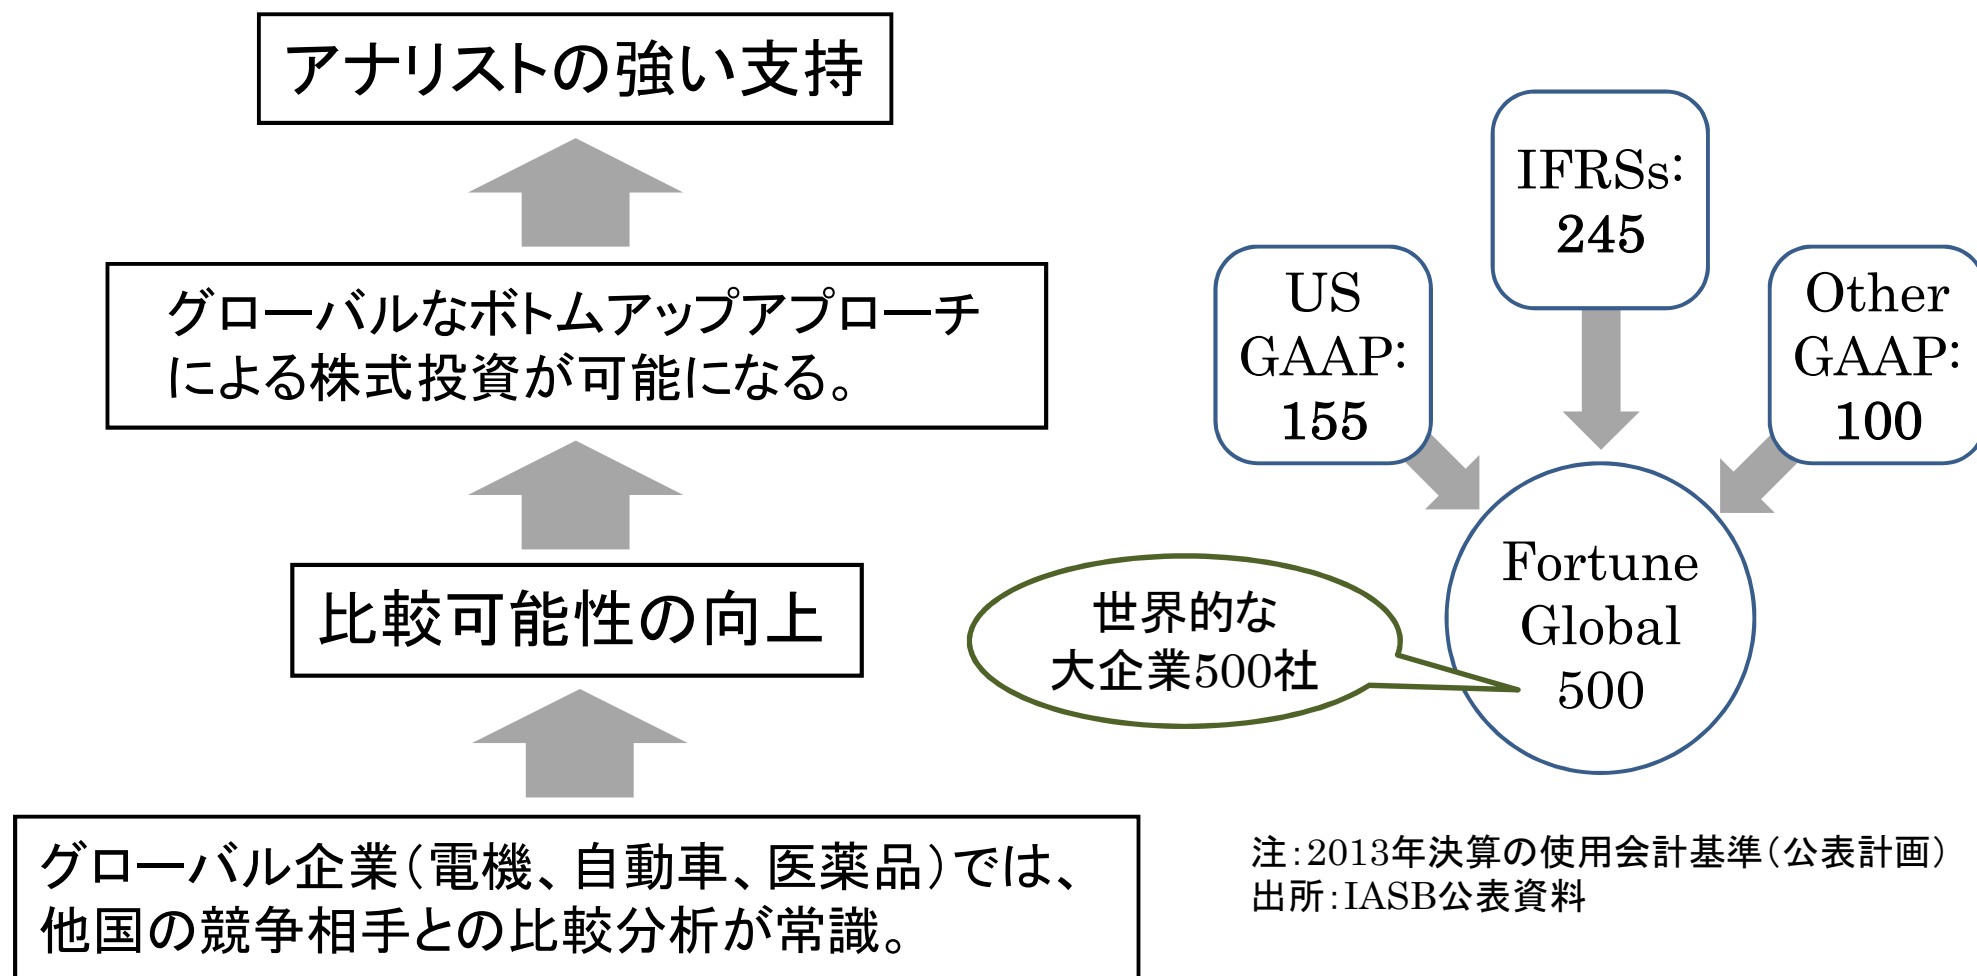 アナリストの強い支持
グローバルなボトムアップアプローチ
による株式投資が可能になる。
比較可能性の向上
グローバル企業(電機、自動車、医薬品)では、
他国の競争相手との比較分析が常識。
IFRSs:
245
US
GAAP:
155
Other
GAAP:
100
Fortune
Global
500
世界的な
大企業500社
注:2013年決算の使用会計基準(公表計画)
出所:IASB公表資料